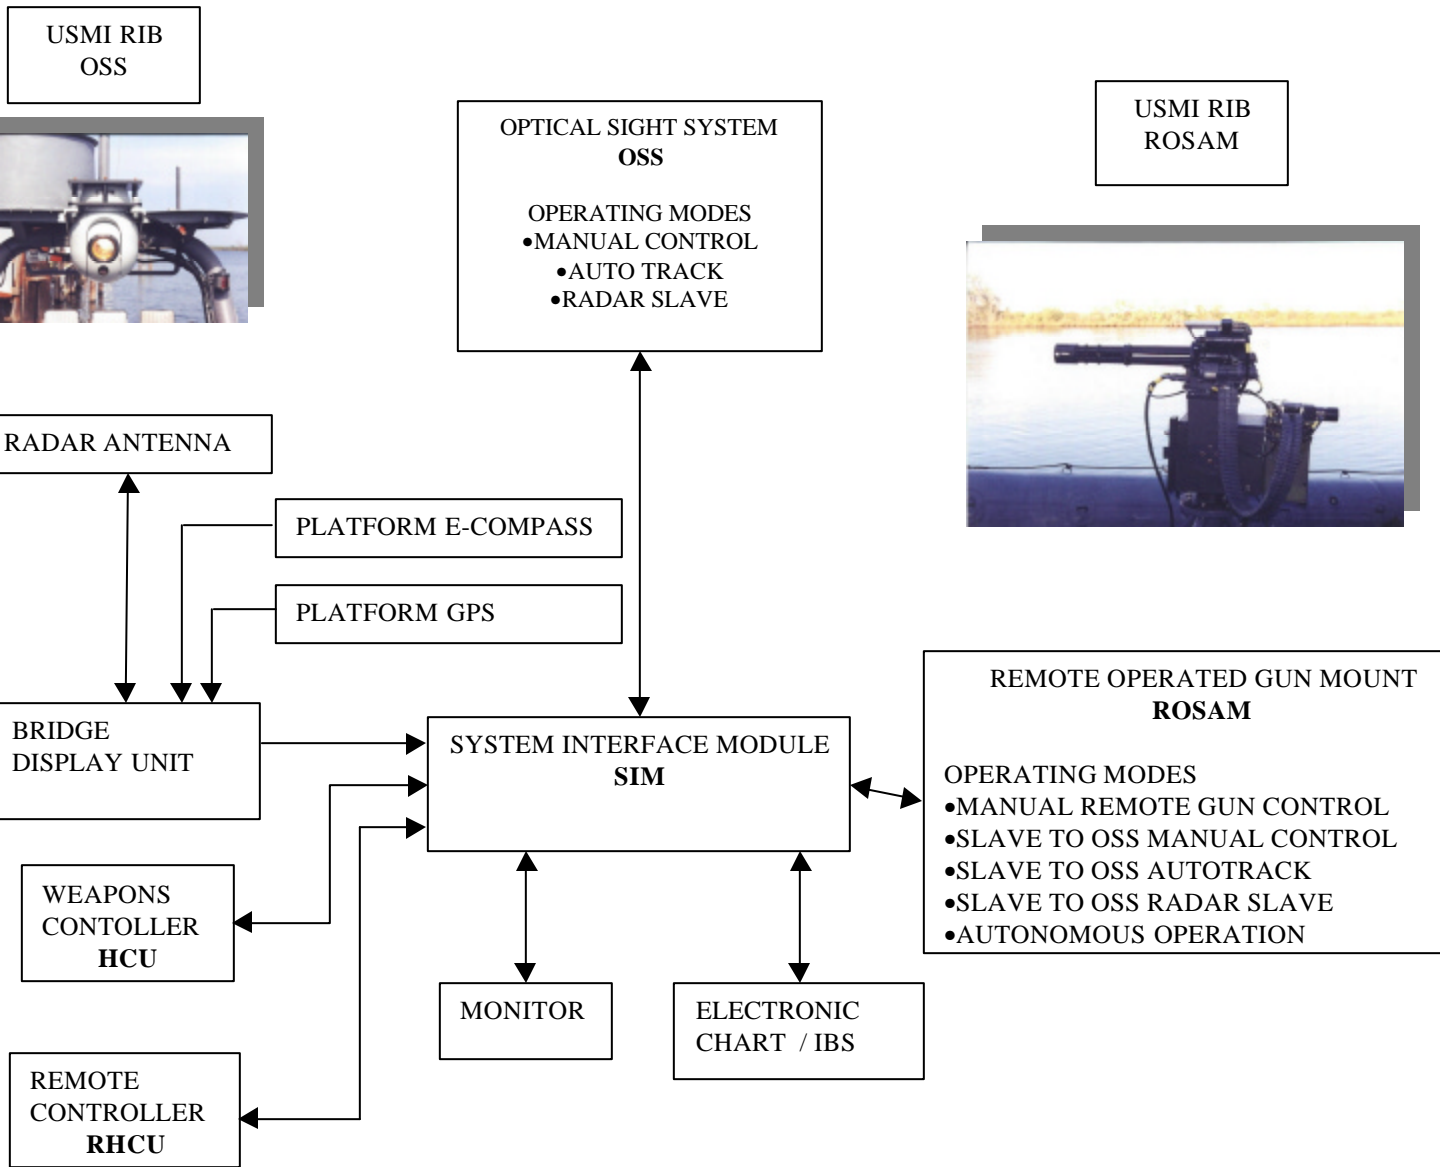 USMI RIB
OSS
OPTICAL SIGHT SYSTEM
OSS
OPERATING MODES
•MANUAL CONTROL
•AUTO TRACK
•RADAR SLAVE
USMI RIB
ROSAM
RADAR ANTENNA
PLATFORM E-COMPASS
PLATFORM GPS
BRIDGE
DISPLAY UNIT
SYSTEM INTERFACE MODULE
SIM
REMOTE OPERATED GUN MOUNT
ROSAM
OPERATING MODES
•MANUAL REMOTE GUN CONTROL
•SLAVE TO OSS MANUAL CONTROL
•SLAVE TO OSS AUTOTRACK
•SLAVE TO OSS RADAR SLAVE
•AUTONOMOUS OPERATION
WEAPONS
CONTOLLER
HCU
MONITOR
ELECTRONIC
CHART / IBS
REMOTE
CONTROLLER
RHCU